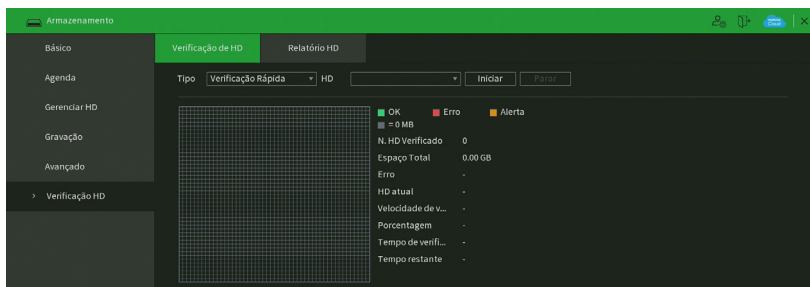 Armazenamento
Cloud
Básico
Agenda
Gerenciar HD
Gravação
Avançado
> Verificação HD
Verificação de HD
Relatório HD
Tipo Verificação Rápida HD Iniciar Parar
OK Erro Alerta
= 0 MB
N. HD Verificado 0
Espaço Total 0.00 GB
Erro -
HD atual -
Velocidade de v... -
Porcentagem -
Tempo de verifi... -
Tempo restante -